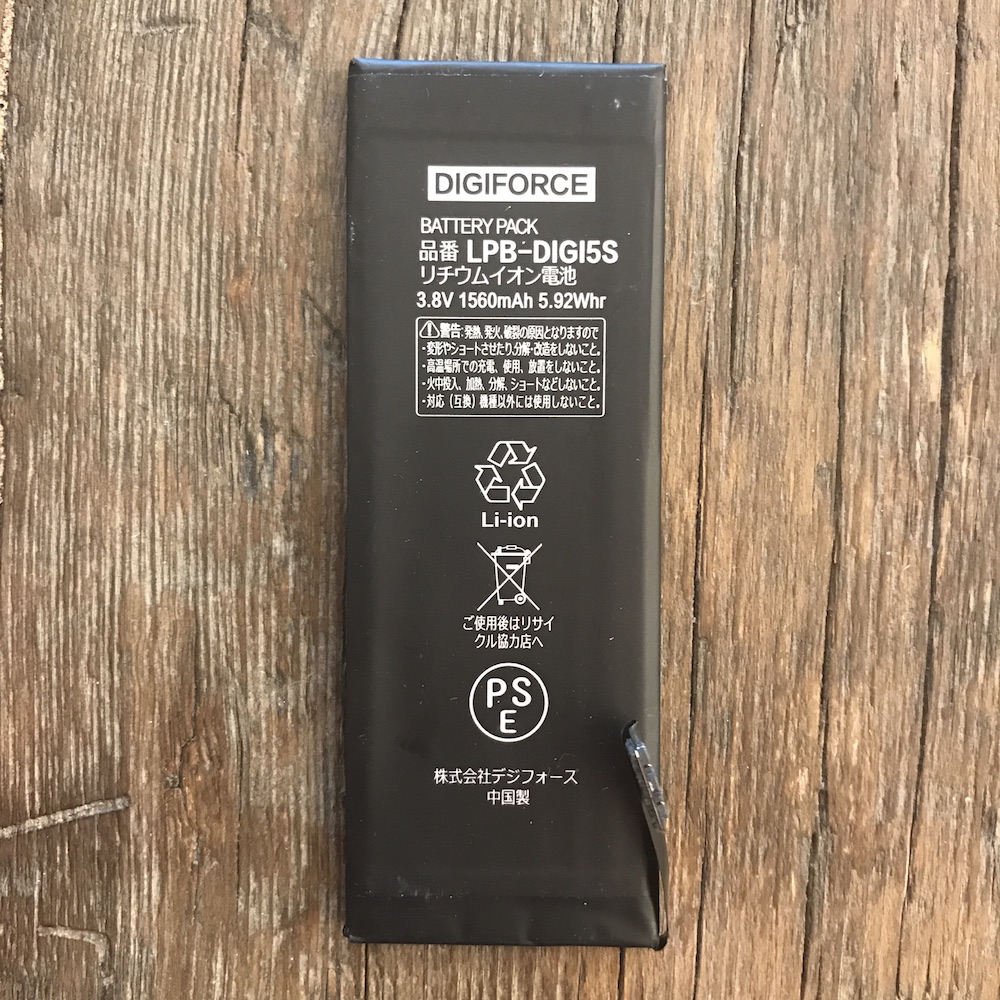 DIGIFORCE
BATTERY PACK
品番 LPB-DIGI5S
リチウムイオン電池
3.8V 1560mAh 5.92Whr
警告:発熱、発火、破裂の原因となりますので
・変形やショートさせたり、分解・改造をしないこと。
・高温場所での充電、使用、放置をしないこと。
・火中投入、加熱、分解、ショートなどしないこと。
・対応(互換)機種以外には使用しないこと。
Li-ion
ご使用後はリサイ
クル協力店へ
PS
E
株式会社デジフォース
中国製